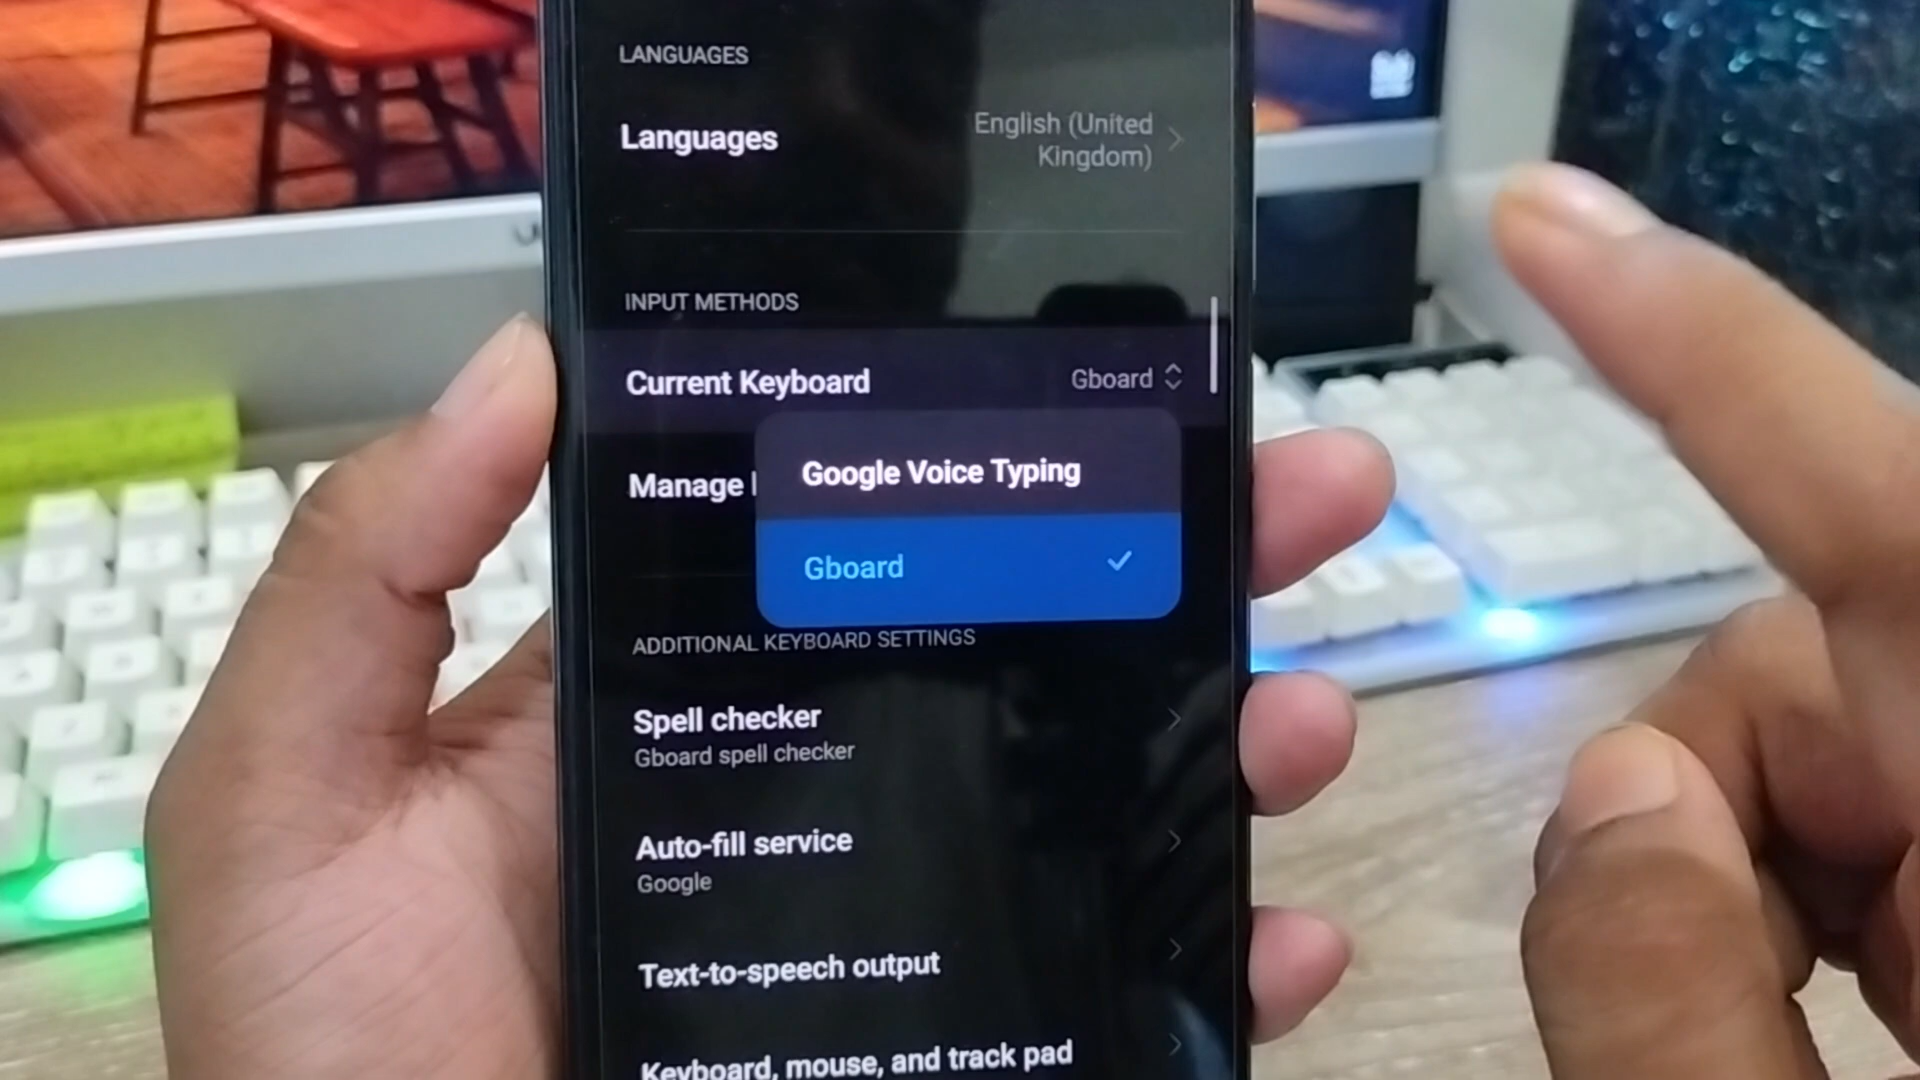 LANGUAGES
Languages
English (United
Kingdom)
INPUT METHODS
Current Keyboard
Gboard
Google Voice Typing
Manage
Gboard
ADDITIONAL KEYBOARD SETTINGS
Spell checker
Gboard spell checker
Auto-fill service
Google
Text-to-speech output
Keyboard, mouse, and track pad